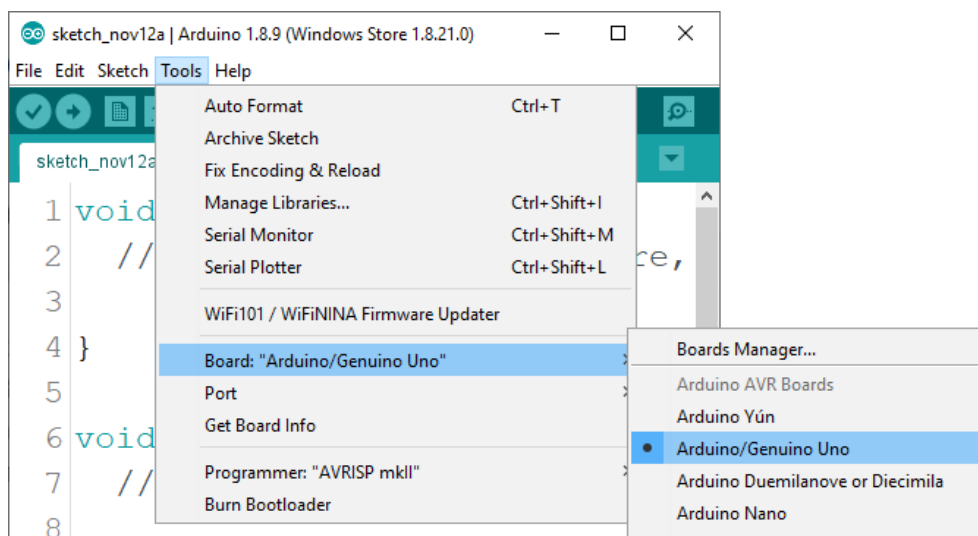 sketch_nov12a | Arduino 1.8.9 (Windows Store 1.8.21.0)
File Edit Sketch Tools Help
sketch_nov12a
Auto Format Ctrl+T
Archive Sketch
Fix Encoding & Reload
Manage Libraries... Ctrl+Shift+I
Serial Monitor Ctrl+Shift+M
Serial Plotter Ctrl+Shift+L
WiFi101 / WiFiNINA Firmware Updater
Board: "Arduino/Genuino Uno"
Port
Get Board Info
Programmer: "AVRISP mkII"
Burn Bootloader
Boards Manager...
Arduino AVR Boards
Arduino Yún
Arduino/Genuino Uno
Arduino Duemilanove or Diecimila
Arduino Nano
1 void
2 // re,
3
4 }
5
6 void
7 //
8